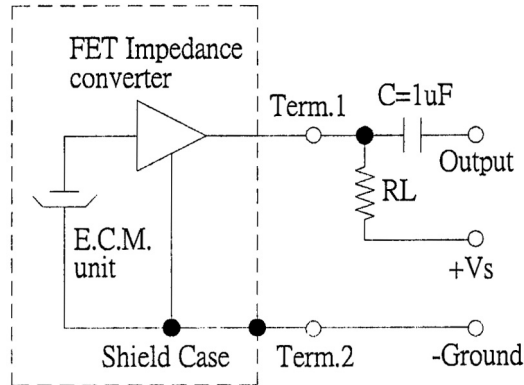 FET Impedance
converter
Term.1
C=1uF
Output
RL
E.C.M.
unit
+Vs
Shield Case
Term.2
-Ground